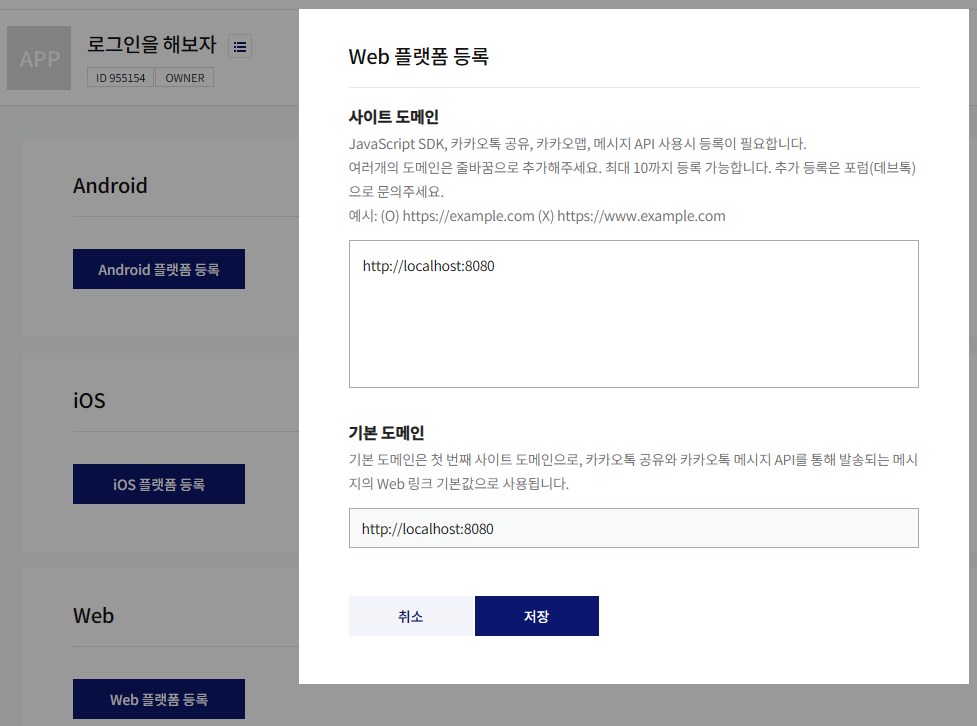 APP
로그인을 해보자
ID 955154
OWNER
Android
Android 플랫폼 등록
iOS
iOS 플랫폼 등록
Web
Web 플랫폼 등록
Web 플랫폼 등록
사이트 도메인
JavaScript SDK, 카카오톡 공유, 카카오맵, 메시지 API 사용시 등록이 필요합니다.
여러개의 도메인은 줄바꿈으로 추가해주세요. 최대 10까지 등록 가능합니다. 추가 등록은 포럼(데브톡)
으로 문의주세요.
예시: (O) https://example.com (X) https://www.example.com
http://localhost:8080
기본 도메인
기본 도메인은 첫 번째 사이트 도메인으로, 카카오톡 공유와 카카오톡 메시지 API를 통해 발송되는 메시
지의 Web 링크 기본값으로 사용됩니다.
http://localhost:8080
취소
저장